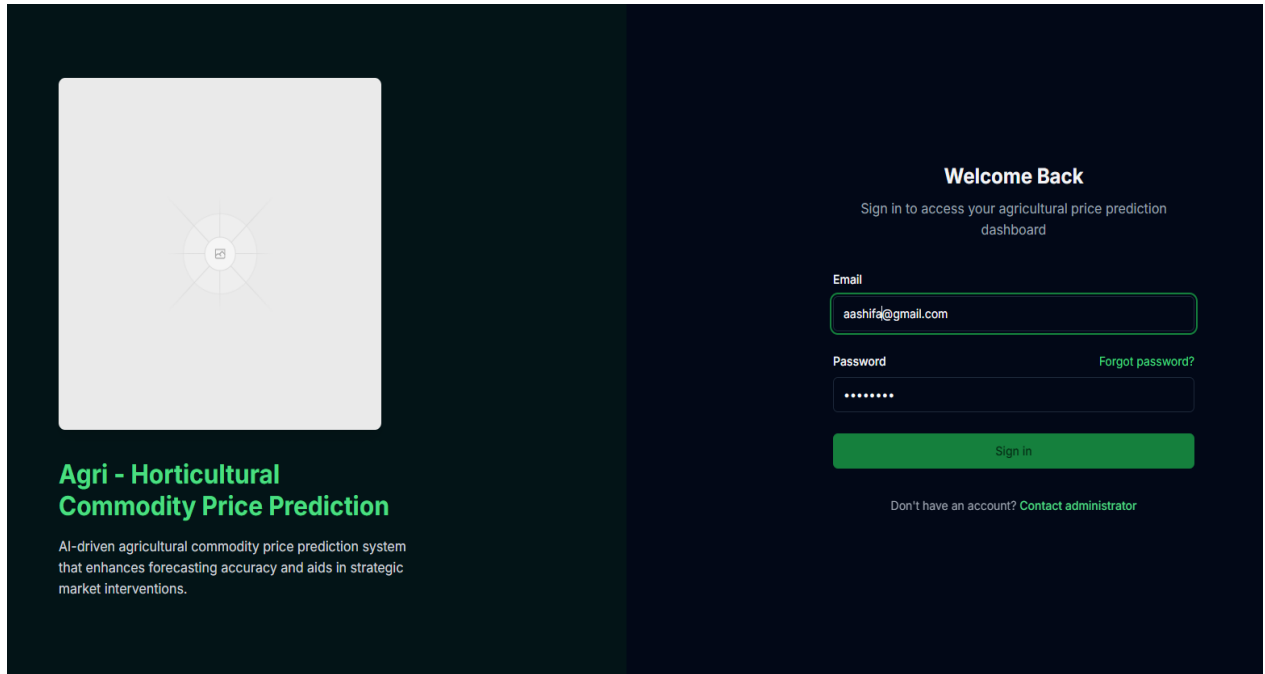 Agri - Horticultural
Commodity Price Prediction
AI-driven agricultural commodity price prediction system
that enhances forecasting accuracy and aids in strategic
market interventions.
Welcome Back
Sign in to access your agricultural price prediction
dashboard
Email
aashifa@gmail.com
Password
Forgot password?
••••••••
Sign in
Don't have an account? Contact administrator